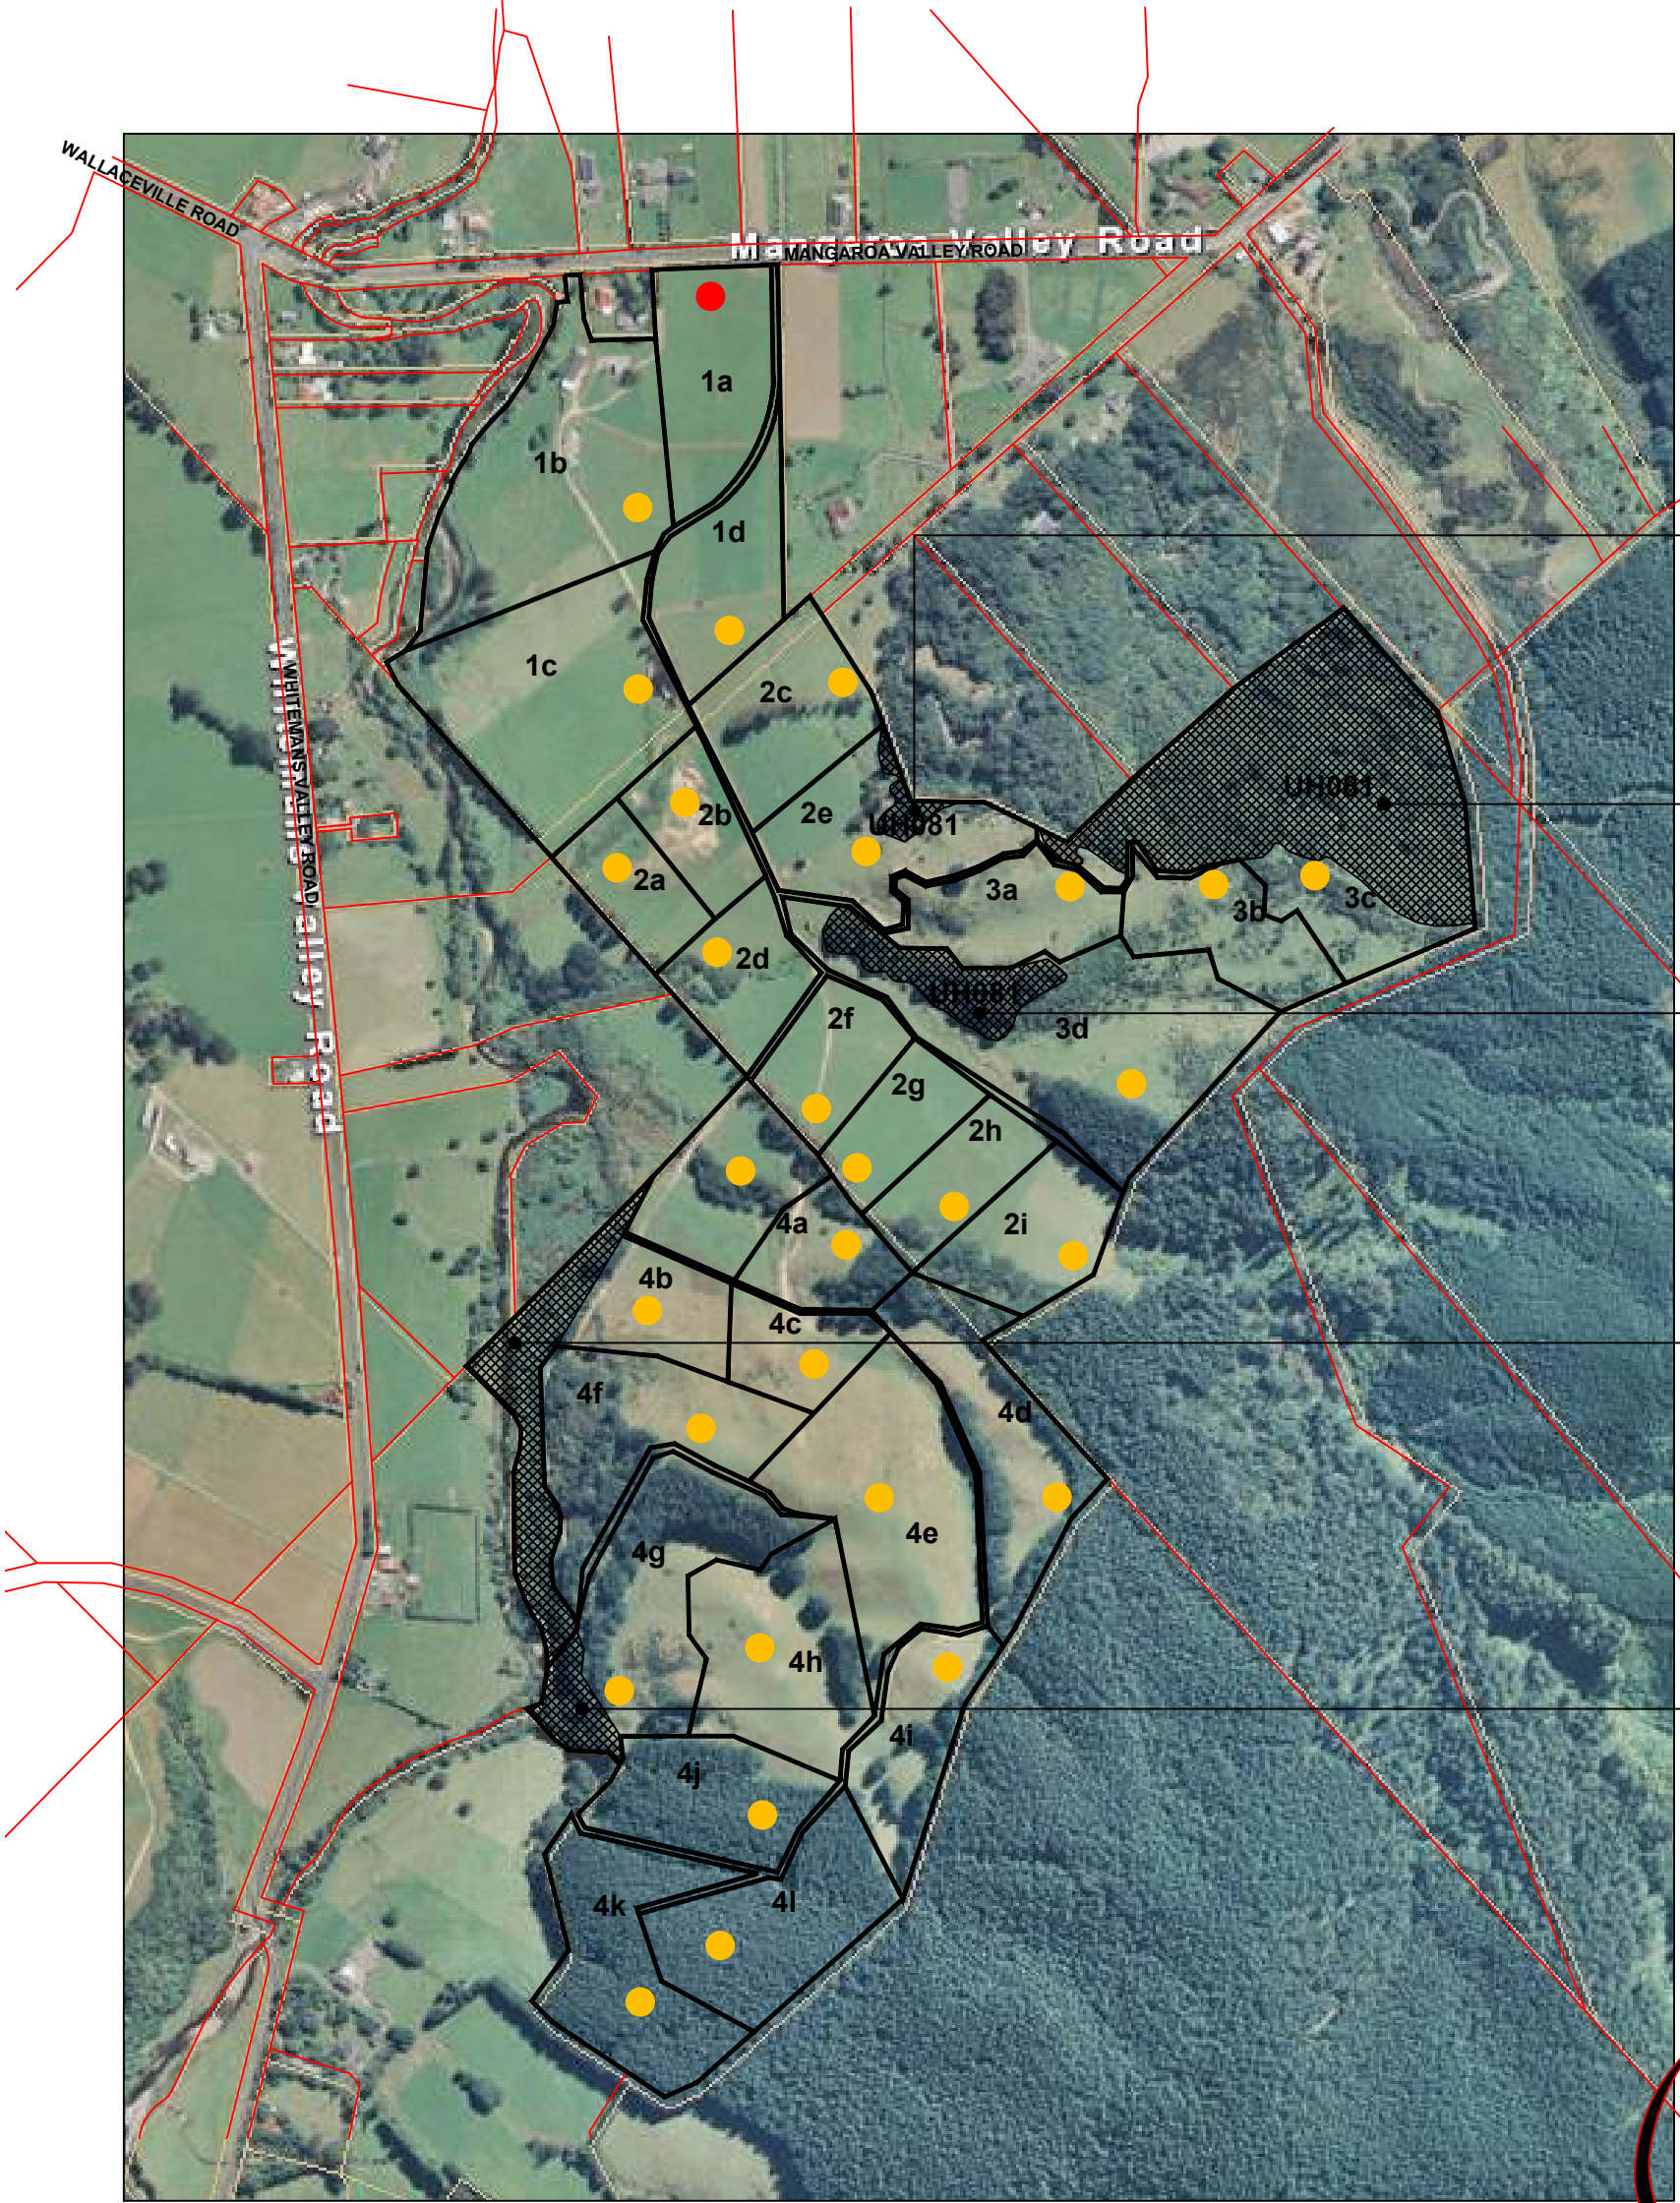 WALLACEVILLE ROAD
Mangaroa Valley Road
MANGAROA VALLEY ROAD
1a
1b
1d
1c
2c
WHITEMANS VALLEY ROAD
Whitemans Valley Road
UH081
2b
2e
UH081
2a
3a
3b
3c
2d
UH081
2f
3d
2g
2h
4a
2i
4b
4c
4f
4d
4e
4g
4h
4i
4j
4k
4l